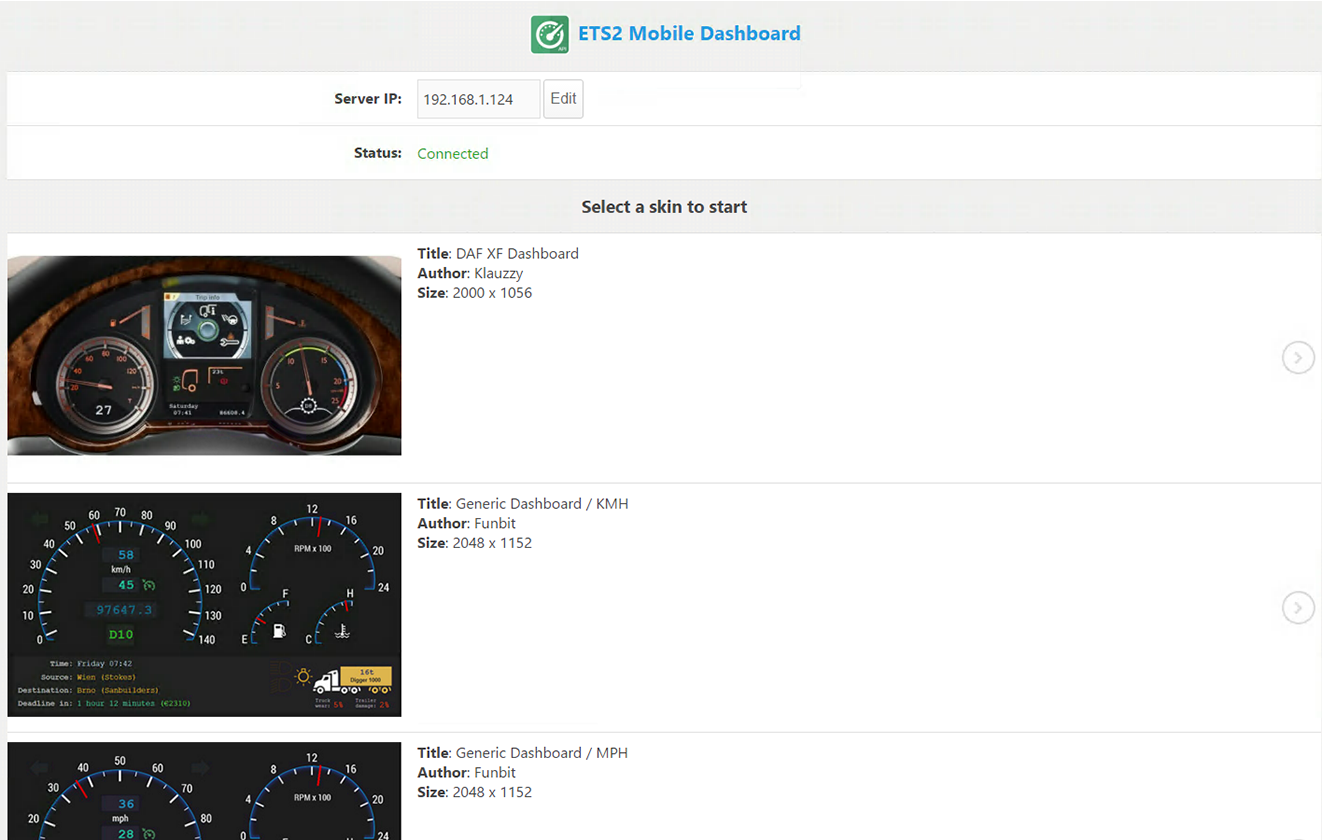 ETS2 Mobile Dashboard
Server IP: 192.168.1.124 Edit
Status: Connected
Select a skin to start
Title: DAF XF Dashboard
Author: Klauzzy
Size: 2000 x 1056
Trip info
20 40 60 80 100 120
27
23t
Saturday
07:41 86608.4
5 10 15 20 25
Title: Generic Dashboard / KMH
Author: Funbit
Size: 2048 x 1152
0 10 20 30 40 50 60 70 80 90 100 110 120 130 140
58
km/h
45
97647.3
D10
0 4 8 12 16 20 24
RPM x 100
E F
C H
Time: Friday 07:42
Source: Wien (Stokes)
Destination: Brno (Sanbuilders)
Deadline in: 1 hour 12 minutes (€2310)
16t
Digger 1000
Truck wear: 5%
Trailer damage: 2%
Title: Generic Dashboard / MPH
Author: Funbit
Size: 2048 x 1152
20 30 40 50 60 70 80
36
mph
28
0 4 8 12 16 20 24
RPM x 100